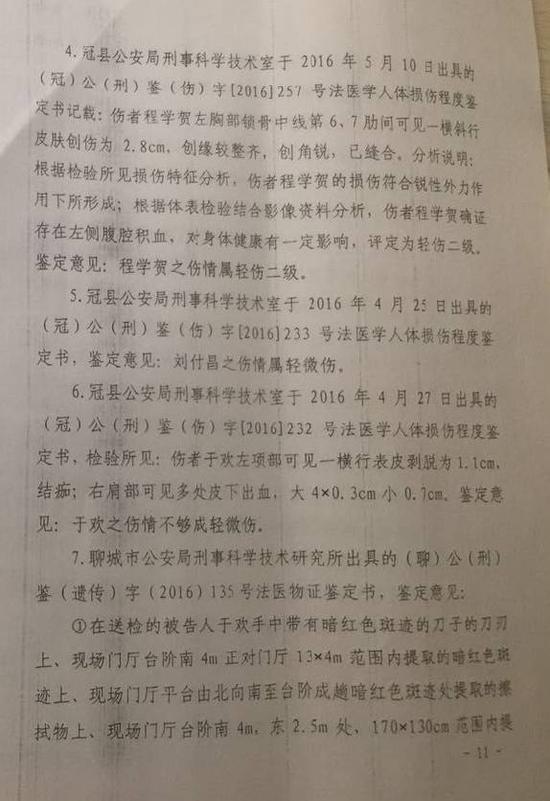 4.冠县公安局刑事科学技术室于 2016 年 5 月 10 日出具的
（冠）公（刑）鉴（伤）字[2016]257 号法医学人体损伤程度鉴
定书记载：伤者程学贺左胸部锁骨中线第 6、7 肋间可见一横斜行
皮肤创伤为 2.8cm，创缘较整齐，创角锐，已缝合。分析说明：
根据检验所见损伤特征分析，伤者程学贺的损伤符合锐性外力作
用下所形成；根据体表检验结合影像资料分析，伤者程学贺确证
存在左侧腹腔积血，对身体健康有一定影响，评定为轻伤二级。
鉴定意见：程学贺之伤情属轻伤二级。
5.冠县公安局刑事科学技术室于 2016 年 4 月 25 日出具的
（冠）公（刑）鉴（伤）字[2016]233 号法医学人体损伤程度鉴
定书，鉴定意见：刘付昌之伤情属轻微伤。
6.冠县公安局刑事科学技术室于 2016 年 4 月 27 日出具的
（冠）公（刑）鉴（伤）字[2016]232 号法医学人体损伤程度鉴
定书，检验所见：伤者于欢左项部可见一横行表皮剥脱为 1.1cm，
结痂；右肩部可见多处皮下出血，大 4×0.3cm 小 0.7cm。鉴定意
见：于欢之伤情不够成轻微伤。
7.聊城市公安局刑事科学技术研究所出具的（聊）公（刑）
鉴（遗传）字（2016）135 号法医物证鉴定书，鉴定意见：
①在送检的被告人于欢手中带有暗红色斑迹的刀子的刀刃
上、现场门厅台阶南 4m 正对门厅 13×4m 范围内提取的暗红色斑
迹上、现场门厅平台由北向南至台阶成趟暗红色斑迹处提取的擦
拭物上、现场门厅台阶南 4m，东 2.5m 处，170×130cm 范围内提
- 11 -